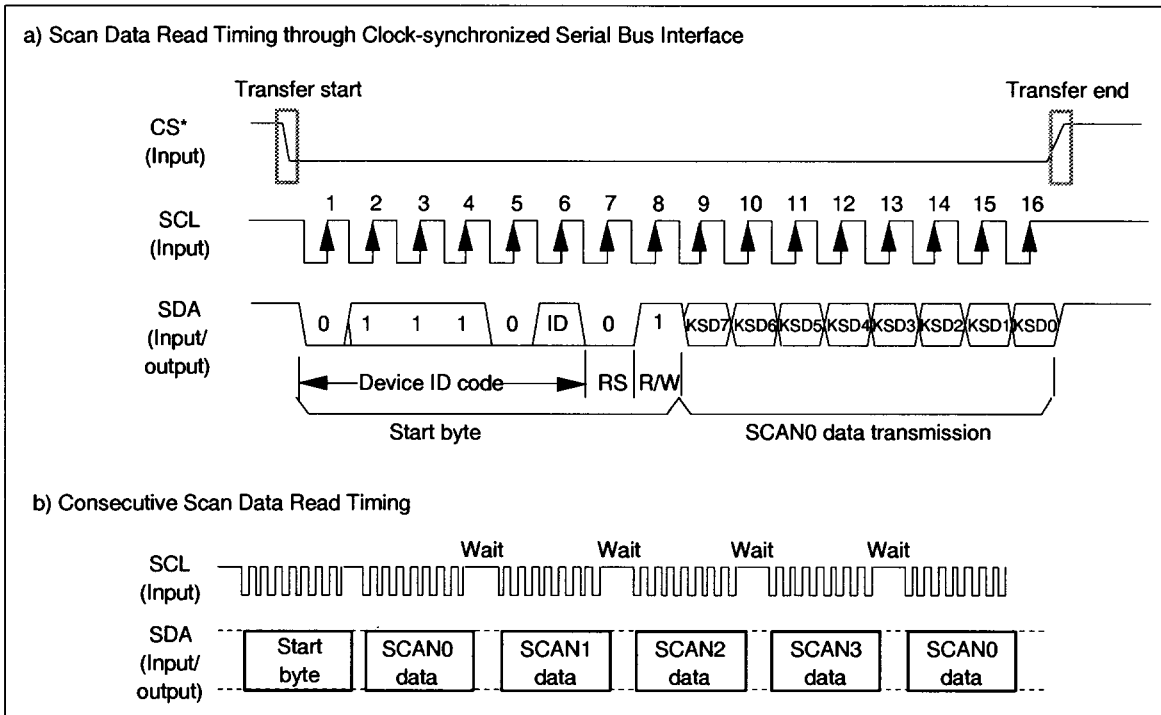 a) Scan Data Read Timing through Clock-synchronized Serial Bus Interface
Transfer start
Transfer end
CS*
(Input)
1 2 3 4 5 6 7 8 9 10 11 12 13 14 15 16
SCL
(Input)
SDA
(Input/
output)
0 1 1 1 0 ID 0 1 KSD7 KSD6 KSD5 KSD4 KSD3 KSD2 KSD1 KSD0
Device ID code RS R/W
Start byte
SCAN0 data transmission
b) Consecutive Scan Data Read Timing
Wait Wait Wait Wait
SCL
(Input)
SDA
(Input/
output)
Start
byte
SCAN0
data
SCAN1
data
SCAN2
data
SCAN3
data
SCAN0
data